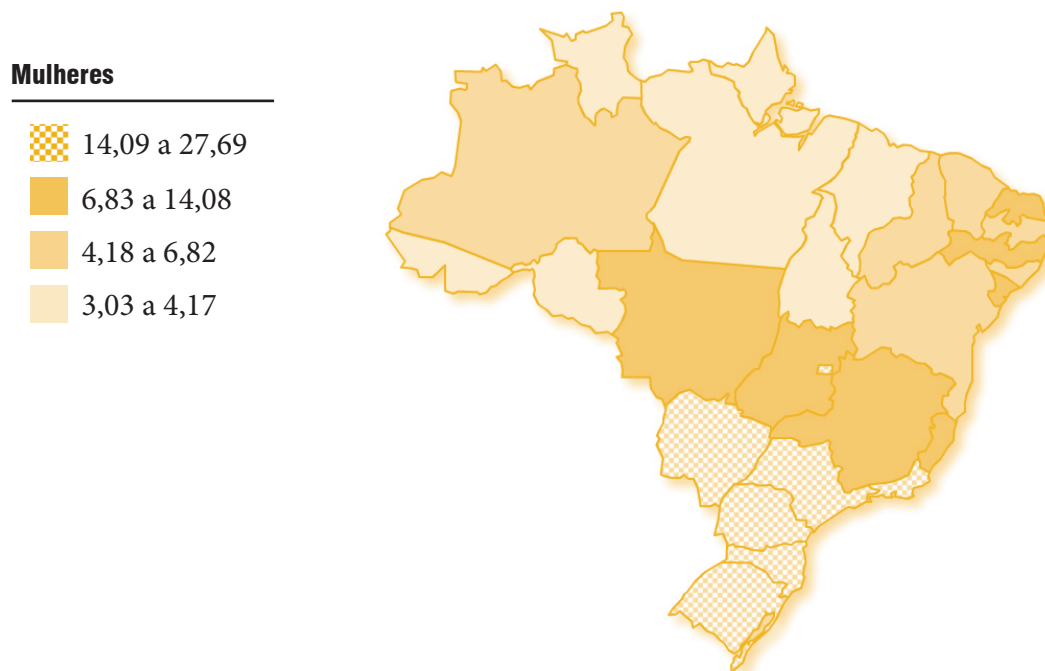 Mulheres
14,09 a 27,69
6,83 a 14,08
4,18 a 6,82
3,03 a 4,17